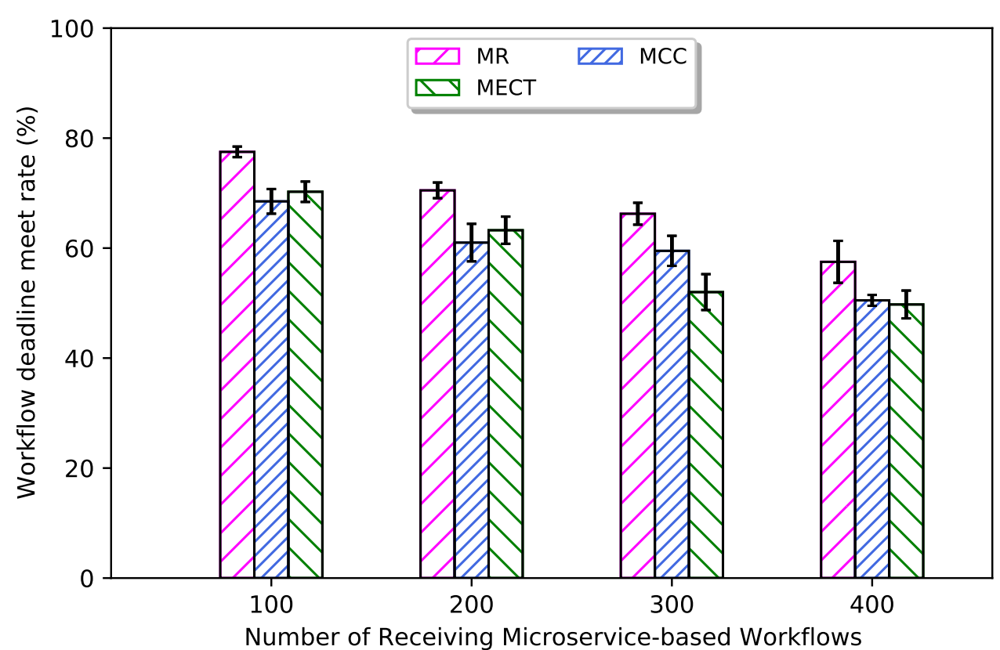 Workflow deadline meet rate (%)
100
80
60
40
20
0
MR
MCC
MECT
100 200 300 400
Number of Receiving Microservice-based Workflows